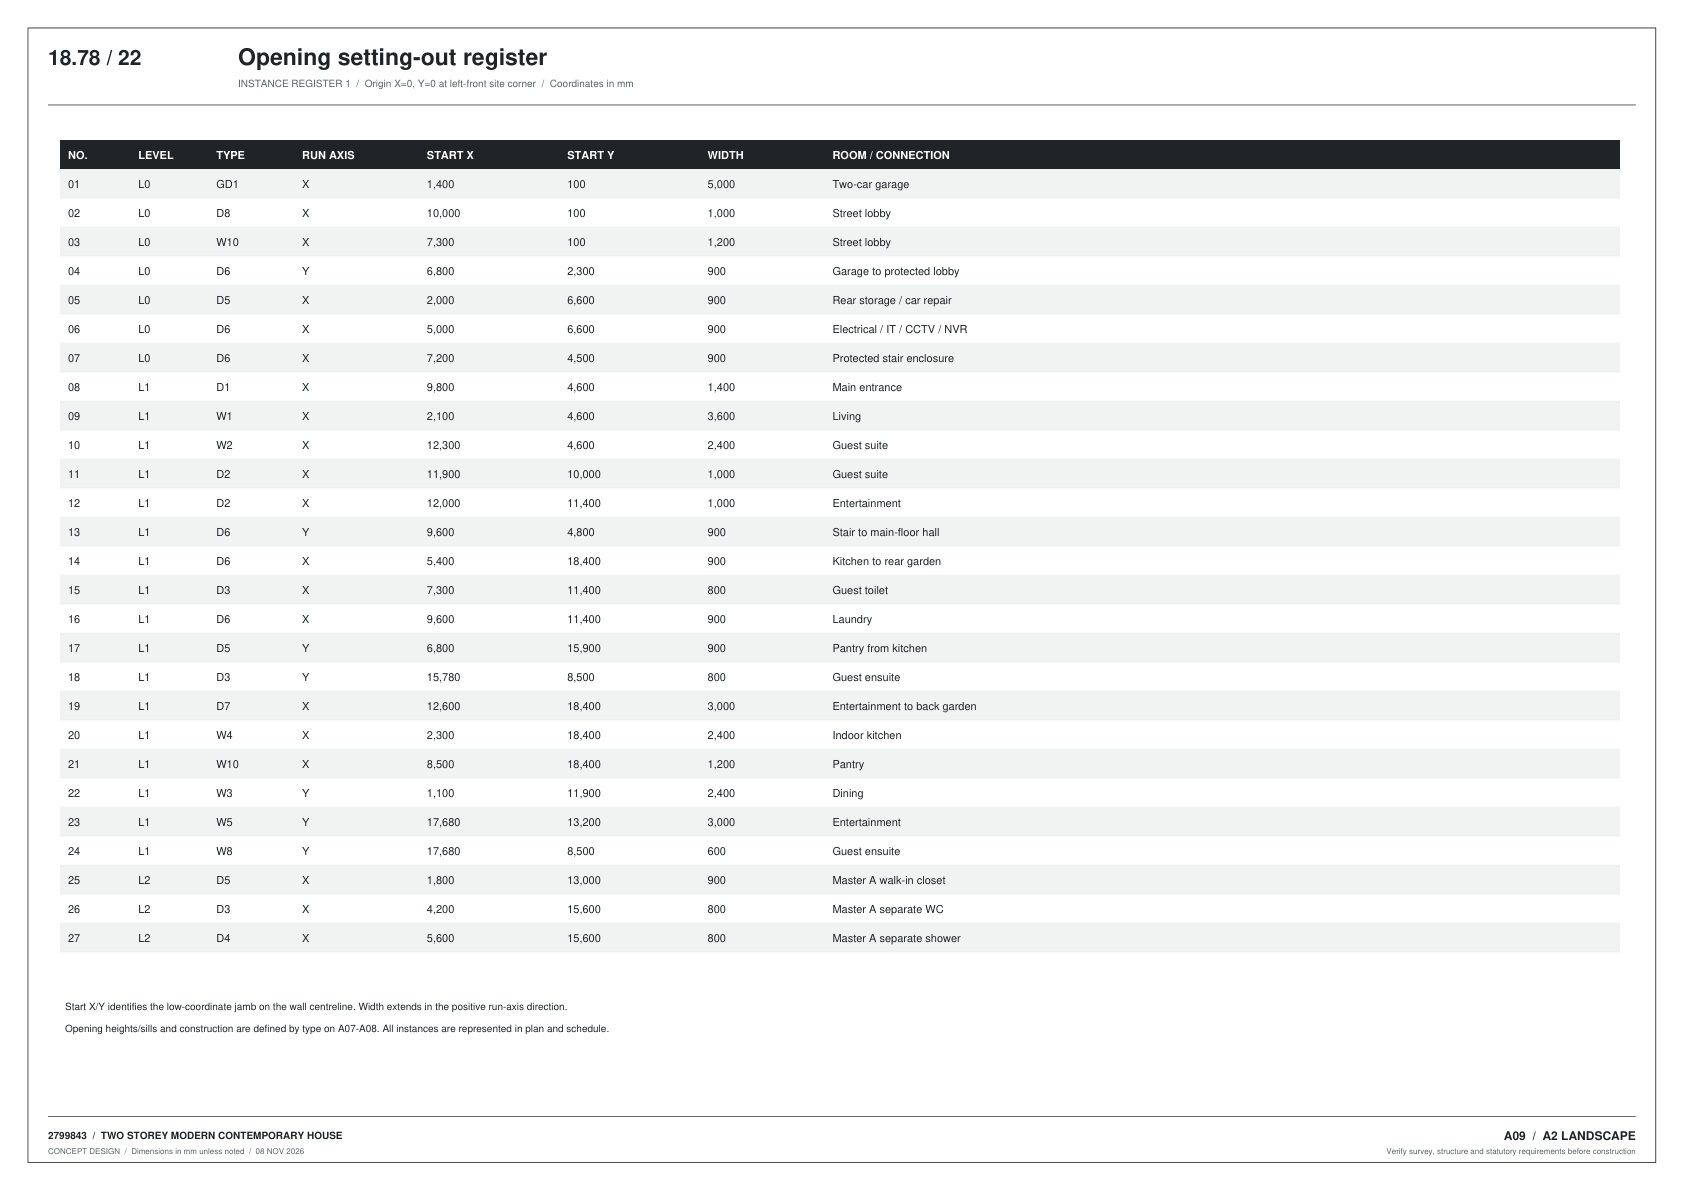 18.78 / 22
Opening setting-out register
INSTANCE REGISTER 1 / Origin X=0, Y=0 at left-front site corner / Coordinates in mm
NO. LEVEL TYPE RUN AXIS START X START Y WIDTH ROOM / CONNECTION
01 L0 GD1 X 1,400 100 5,000 Two-car garage
02 L0 D8 X 10,000 100 1,000 Street lobby
03 L0 W10 X 7,300 100 1,200 Street lobby
04 L0 D6 Y 6,800 2,300 900 Garage to protected lobby
05 L0 D5 X 2,000 6,600 900 Rear storage / car repair
06 L0 D6 X 5,000 6,600 900 Electrical / IT / CCTV / NVR
07 L0 D6 X 7,200 4,500 900 Protected stair enclosure
08 L1 D1 X 9,800 4,600 1,400 Main entrance
09 L1 W1 X 2,100 4,600 3,600 Living
10 L1 W2 X 12,300 4,600 2,400 Guest suite
11 L1 D2 X 11,900 10,000 1,000 Guest suite
12 L1 D2 X 12,000 11,400 1,000 Entertainment
13 L1 D6 Y 9,600 4,800 900 Stair to main-floor hall
14 L1 D6 X 5,400 18,400 900 Kitchen to rear garden
15 L1 D3 X 7,300 11,400 800 Guest toilet
16 L1 D6 X 9,600 11,400 900 Laundry
17 L1 D5 Y 6,800 15,900 900 Pantry from kitchen
18 L1 D3 Y 15,780 8,500 800 Guest ensuite
19 L1 D7 X 12,600 18,400 3,000 Entertainment to back garden
20 L1 W4 X 2,300 18,400 2,400 Indoor kitchen
21 L1 W10 X 8,500 18,400 1,200 Pantry
22 L1 W3 Y 1,100 11,900 2,400 Dining
23 L1 W5 Y 17,680 13,200 3,000 Entertainment
24 L1 W8 Y 17,680 8,500 600 Guest ensuite
25 L2 D5 X 1,800 13,000 900 Master A walk-in closet
26 L2 D3 X 4,200 15,600 800 Master A separate WC
27 L2 D4 X 5,600 15,600 800 Master A separate shower
Start X/Y identifies the low-coordinate jamb on the wall centreline. Width extends in the positive run-axis direction.
Opening heights/sills and construction are defined by type on A07-A08. All instances are represented in plan and schedule.
2799843 / TWO STOREY MODERN CONTEMPORARY HOUSE
CONCEPT DESIGN / Dimensions in mm unless noted / 08 NOV 2026
A09 / A2 LANDSCAPE
Verify survey, structure and statutory requirements before construction